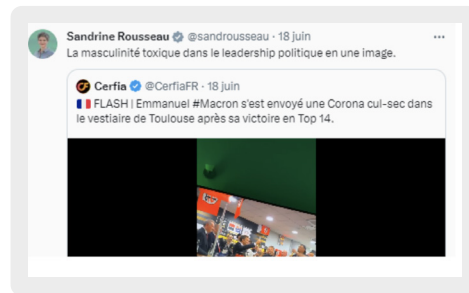 Sandrine Rousseau @sandrousseau · 18 juin
La masculinité toxique dans le leadership politique en une image.
Cerfia @CerfiaFR · 18 juin
FLASH | Emmanuel #Macron s'est envoyé une Corona cul-sec dans
le vestiaire de Toulouse après sa victoire en Top 14.